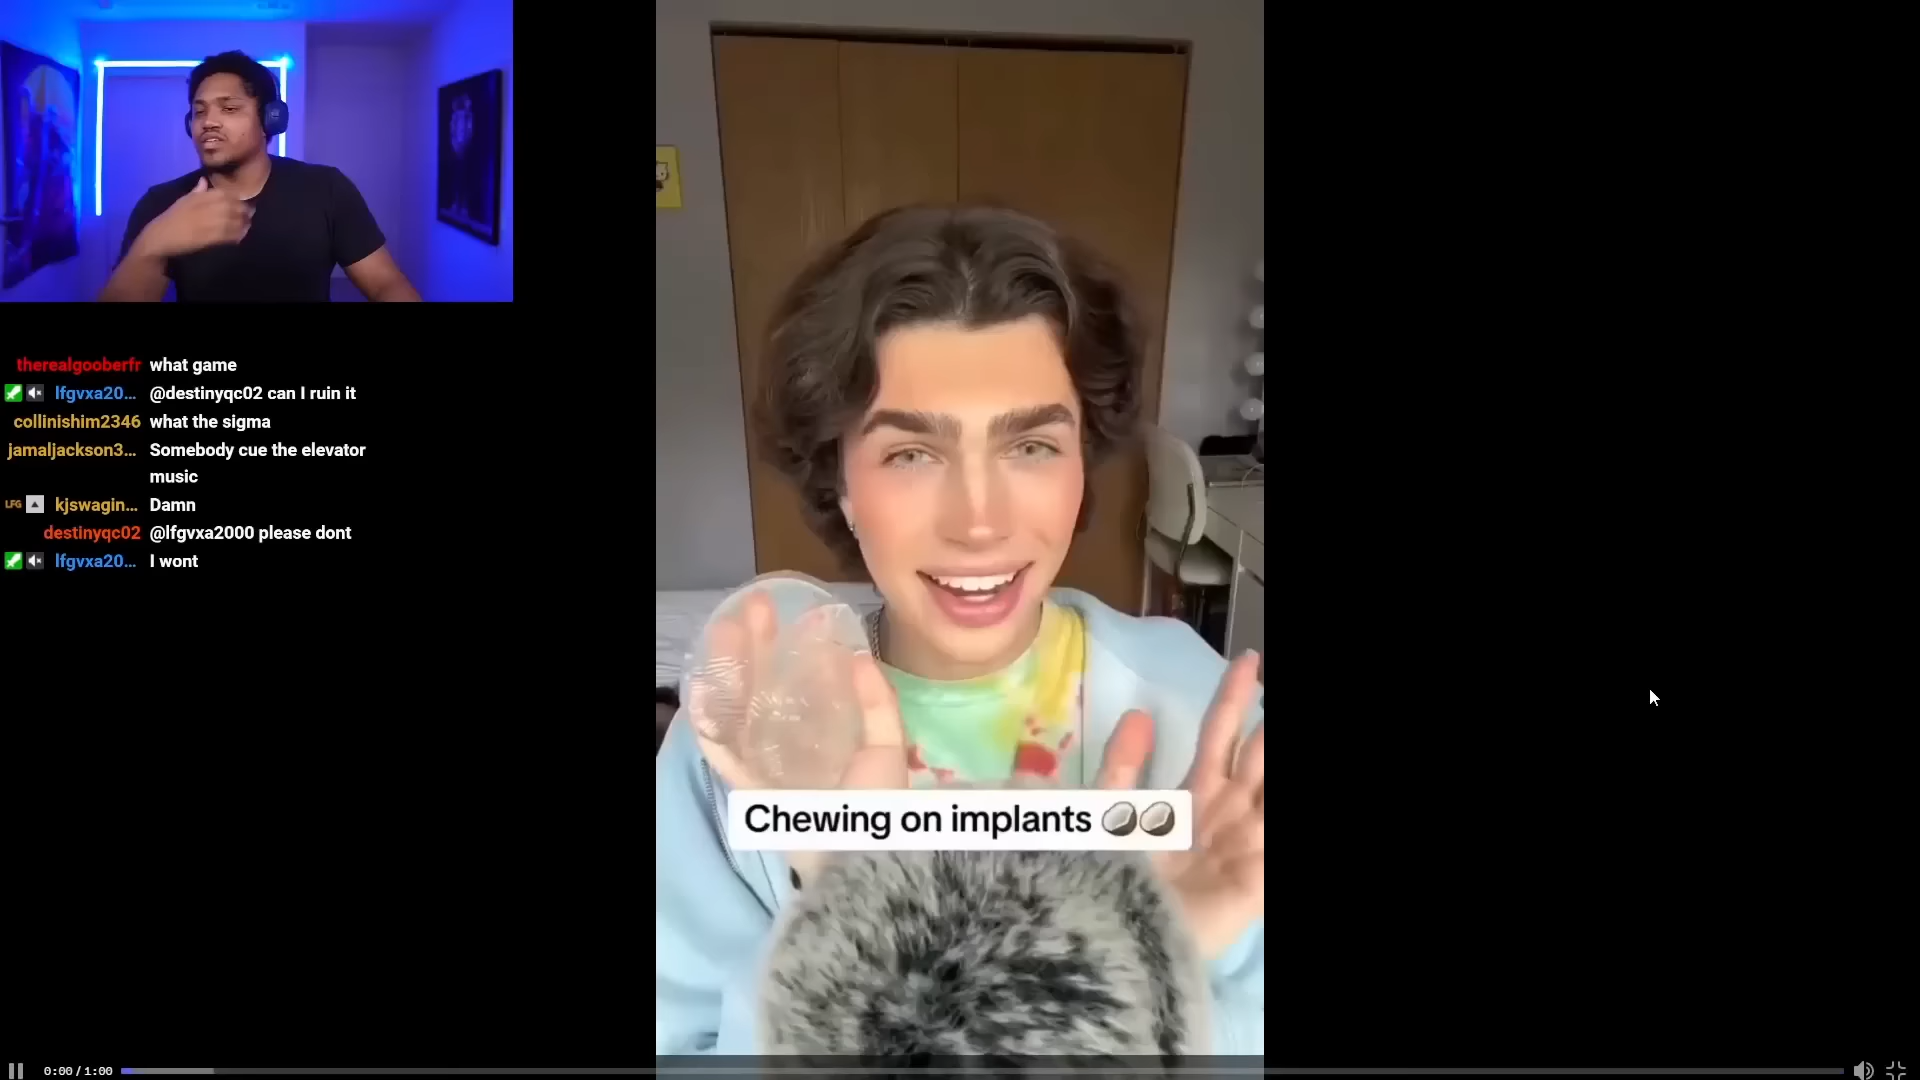 therealgooberfr what game
lfgvxa20... @destinyqc02 can I ruin it
collinishim2346 what the sigma
jamaljackson3... Somebody cue the elevator
music
LFG kjswagin... Damn
destinyqc02 @lfgvxa2000 please dont
lfgvxa20... I wont
Chewing on implants
0:00 / 1:00